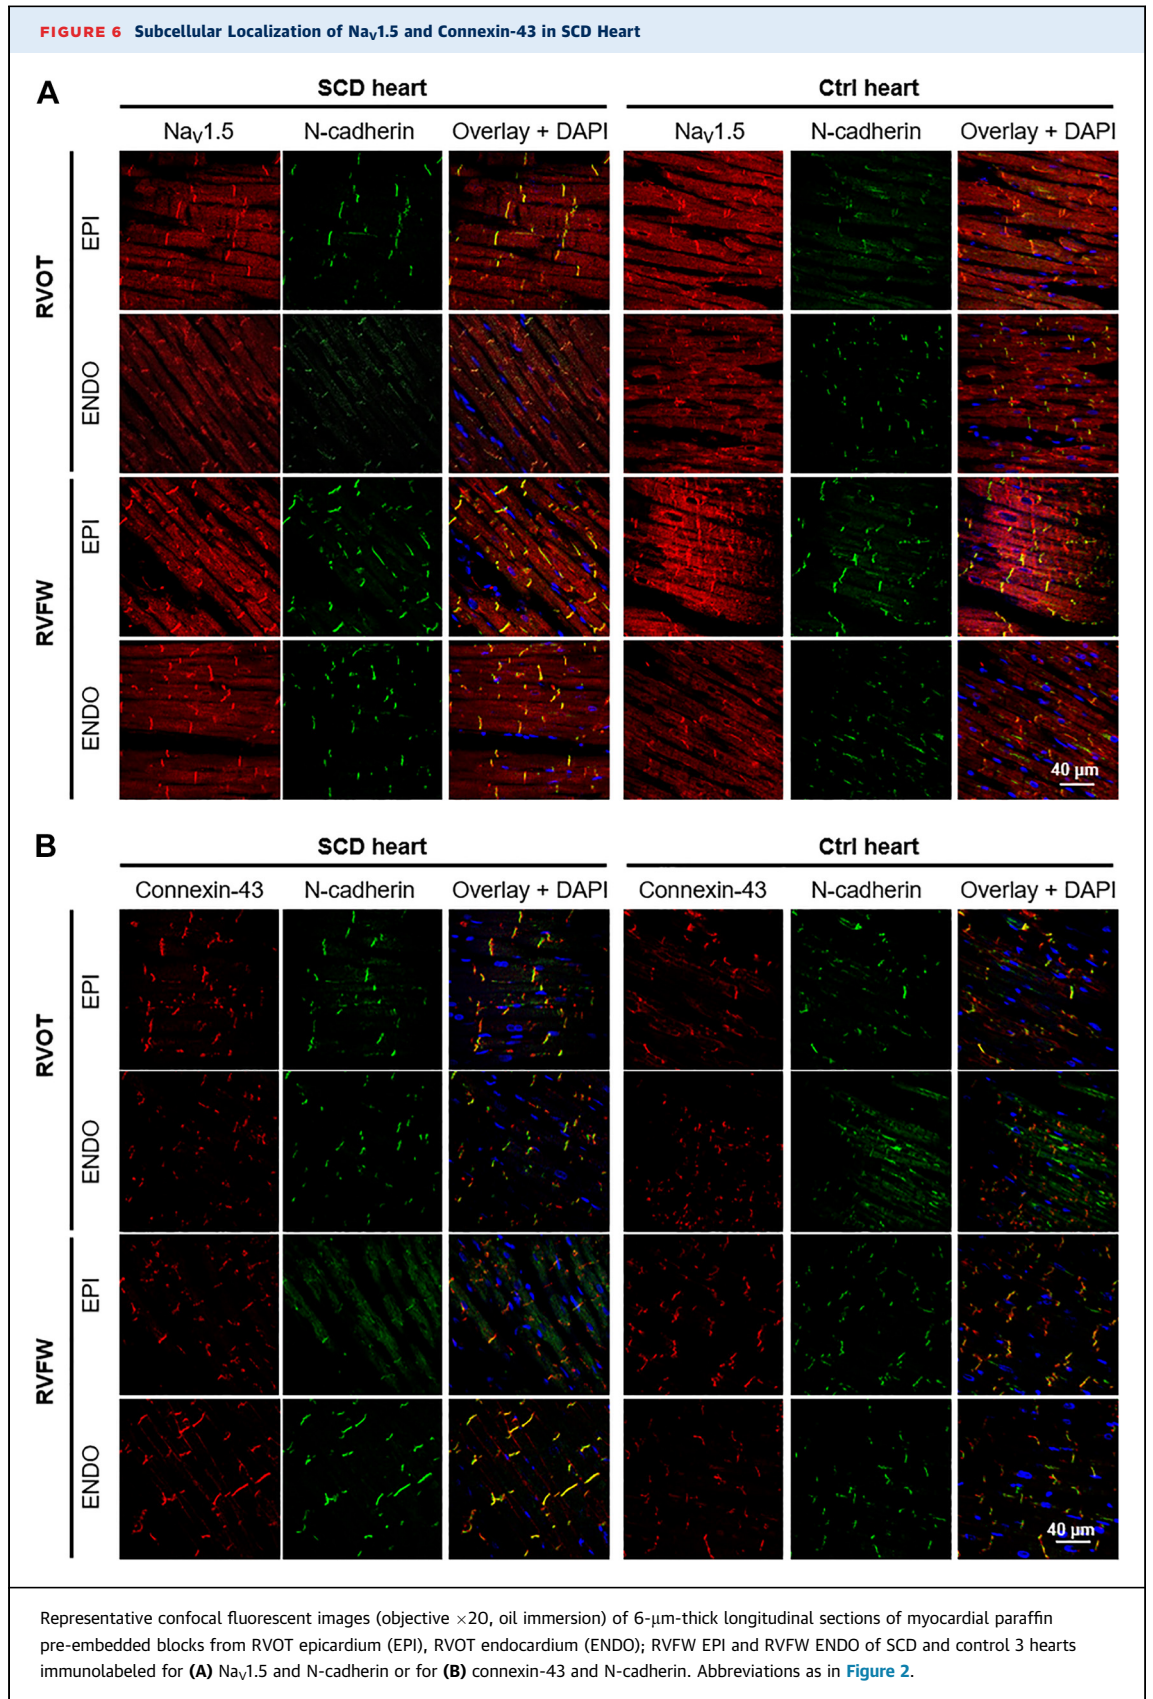 FIGURE 6 Subcellular Localization of NaV1.5 and Connexin-43 in SCD Heart
A
SCD heart
Ctrl heart
NaV1.5 N-cadherin Overlay + DAPI NaV1.5 N-cadherin Overlay + DAPI
RVOT
EPI
ENDO
RVFW
EPI
ENDO
40 µm
B
SCD heart
Ctrl heart
Connexin-43 N-cadherin Overlay + DAPI Connexin-43 N-cadherin Overlay + DAPI
RVOT
EPI
ENDO
RVFW
EPI
ENDO
40 µm
Representative confocal fluorescent images (objective ×20, oil immersion) of 6-µm-thick longitudinal sections of myocardial paraffin
pre-embedded blocks from RVOT epicardium (EPI), RVOT endocardium (ENDO); RVFW EPI and RVFW ENDO of SCD and control 3 hearts
immunolabeled for (A) NaV1.5 and N-cadherin or for (B) connexin-43 and N-cadherin. Abbreviations as in Figure 2.